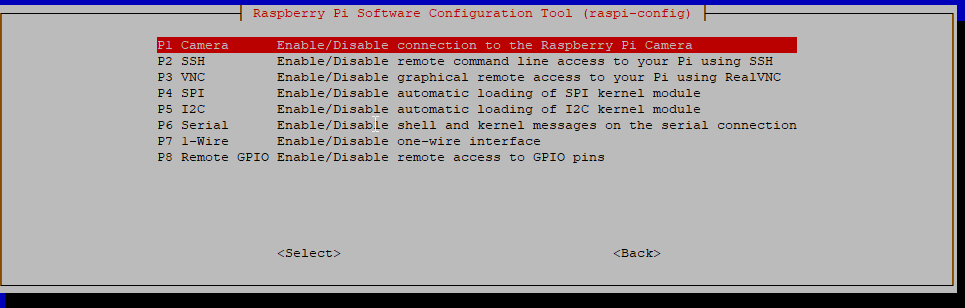 Raspberry Pi Software Configuration Tool (raspi-config)
P1 Camera Enable/Disable connection to the Raspberry Pi Camera
P2 SSH Enable/Disable remote command line access to your Pi using SSH
P3 VNC Enable/Disable graphical remote access to your Pi using RealVNC
P4 SPI Enable/Disable automatic loading of SPI kernel module
P5 I2C Enable/Disable automatic loading of I2C kernel module
P6 Serial Enable/Disable shell and kernel messages on the serial connection
P7 1-Wire Enable/Disable one-wire interface
P8 Remote GPIO Enable/Disable remote access to GPIO pins
<Select> <Back>